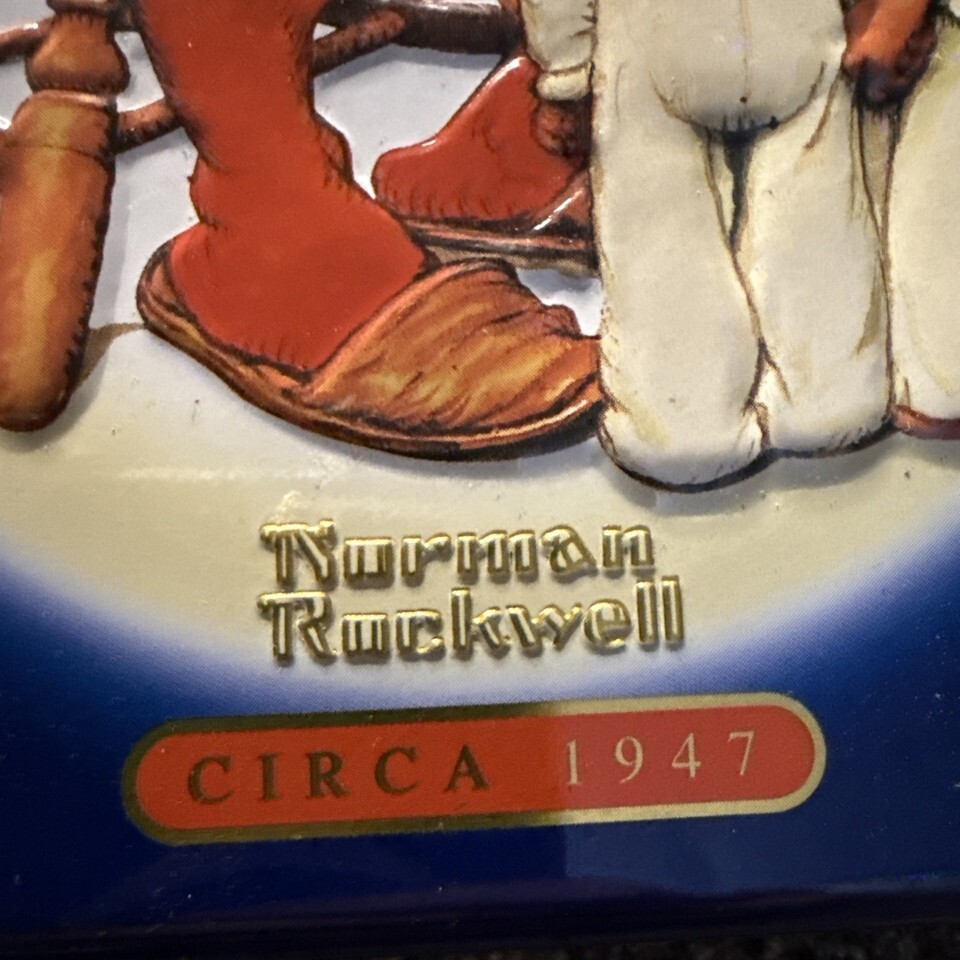 Norman
Rockwell
CIRCA 1947